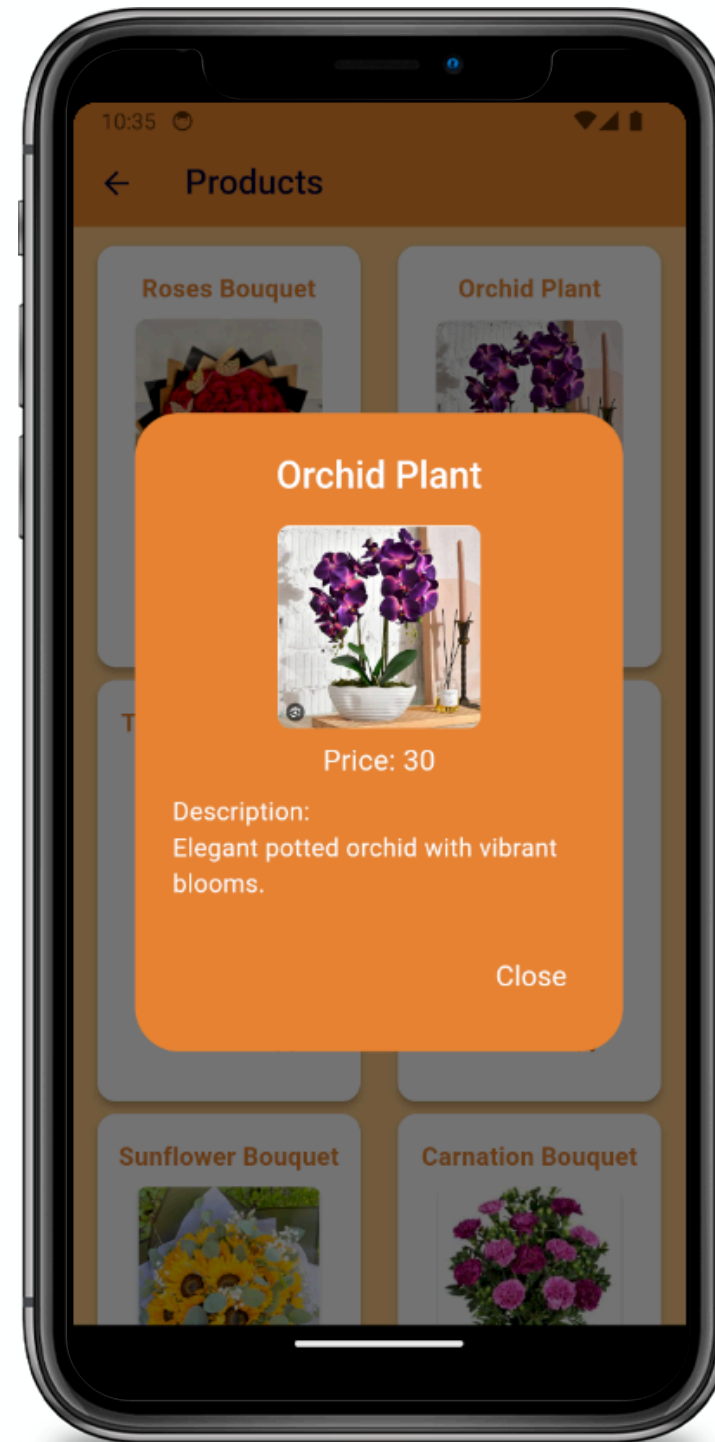 10:35
Products
Roses Bouquet
Orchid Plant
Orchid Plant
Price: 30
Description:
Elegant potted orchid with vibrant
blooms.
Close
Sunflower Bouquet
Carnation Bouquet